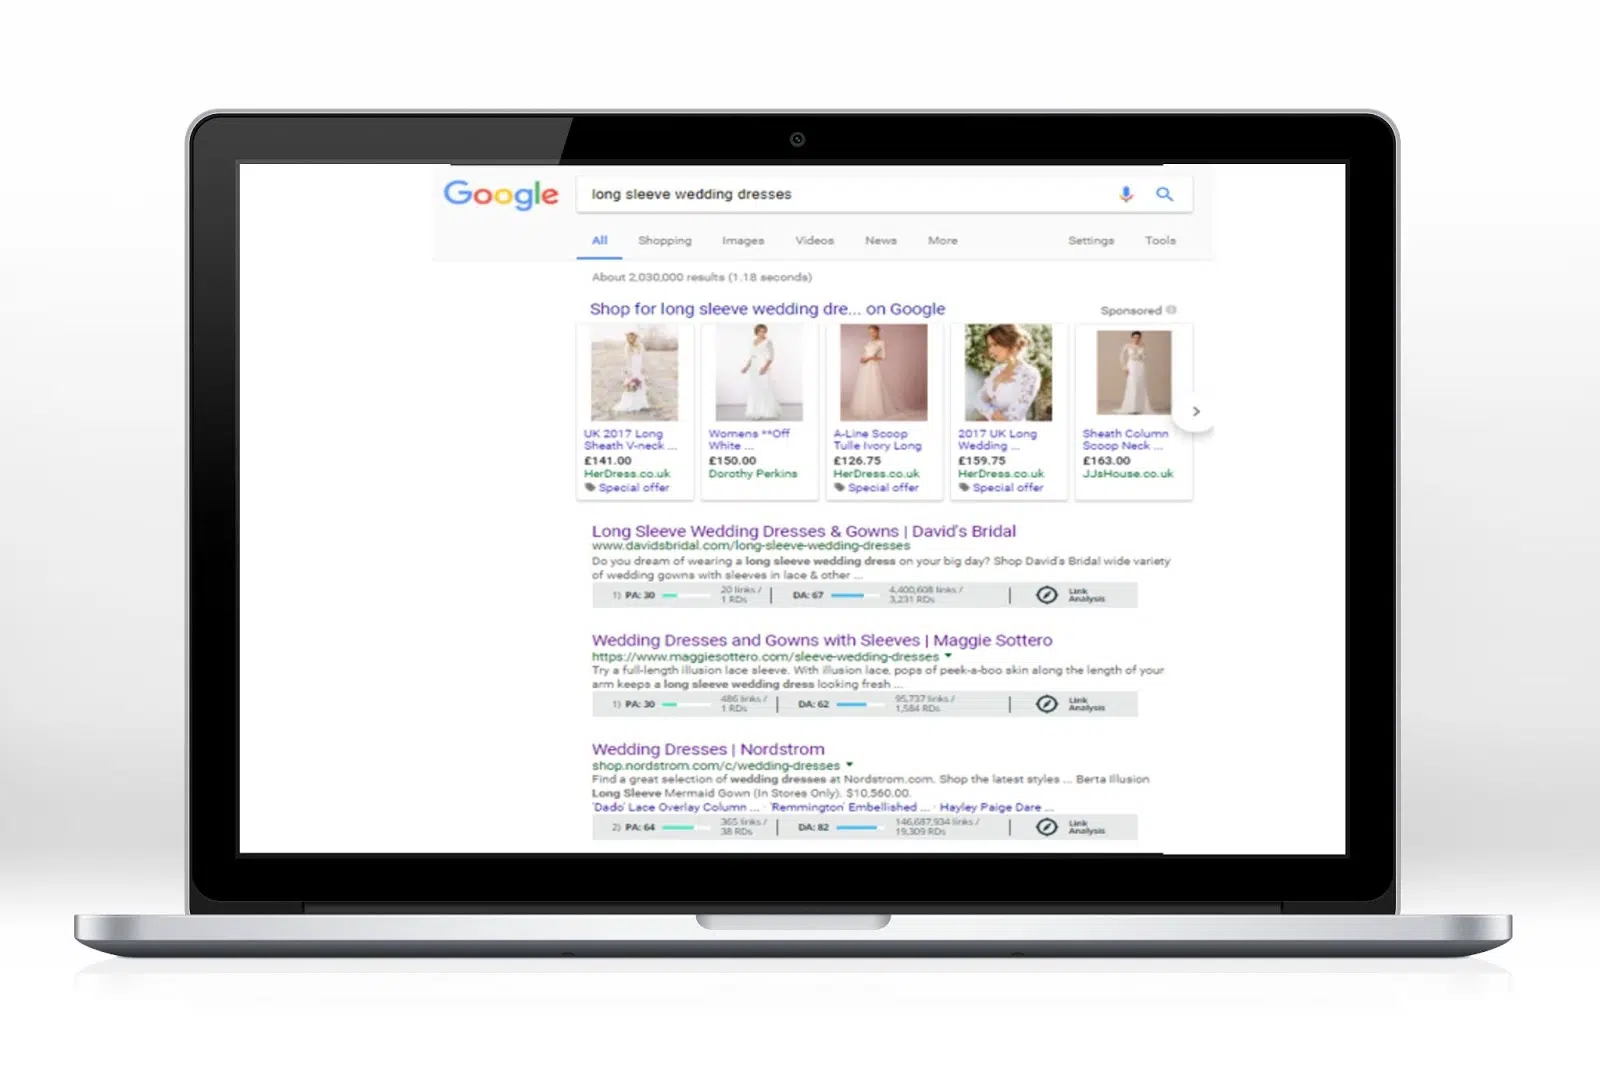 Google
long sleeve wedding dresses
All Shopping Images Videos News More Settings Tools
About 2,030,000 results (1.18 seconds)
Shop for long sleeve wedding dre... on Google
Sponsored
UK 2017 Long
Sheath V-neck ...
£141.00
HerDress.co.uk
Special offer
Womens **Off
White ...
£150.00
Dorothy Perkins
A-Line Scoop
Tulle Ivory Long
£126.75
HerDress.co.uk
Special offer
2017 UK Long
Wedding ...
£159.75
HerDress.co.uk
Special offer
Sheath Column
Scoop Neck ...
£163.00
JJsHouse.co.uk
Long Sleeve Wedding Dresses & Gowns | David's Bridal
www.davidsbridal.com/long-sleeve-wedding-dresses
Do you dream of wearing a long sleeve wedding dress on your big day? Shop David's Bridal wide variety
of wedding gowns with sleeves in lace & other ...
1) PA: 30
20 links /
1 RDs
DA: 67
4,400,608 links /
3,231 RDs
Link
Analysis
Wedding Dresses and Gowns with Sleeves | Maggie Sottero
https://www.maggiesottero.com/sleeve-wedding-dresses
Try a full-length illusion lace sleeve. With illusion lace, pops of peek-a-boo skin along the length of your
arm keeps a long sleeve wedding dress looking fresh ...
1) PA: 30
486 links /
1 RDs
DA: 62
95,737 links /
1,584 RDs
Link
Analysis
Wedding Dresses | Nordstrom
shop.nordstrom.com/c/wedding-dresses
Find a great selection of wedding dresses at Nordstrom.com. Shop the latest styles ... Berta Illusion
Long Sleeve Mermaid Gown (In Stores Only). $10,560.00.
'Dado' Lace Overlay Column ... · 'Remmington' Embellished ... · Hayley Paige Dare ...
2) PA: 64
365 links /
38 RDs
DA: 82
146,687,934 links /
19,309 RDs
Link
Analysis